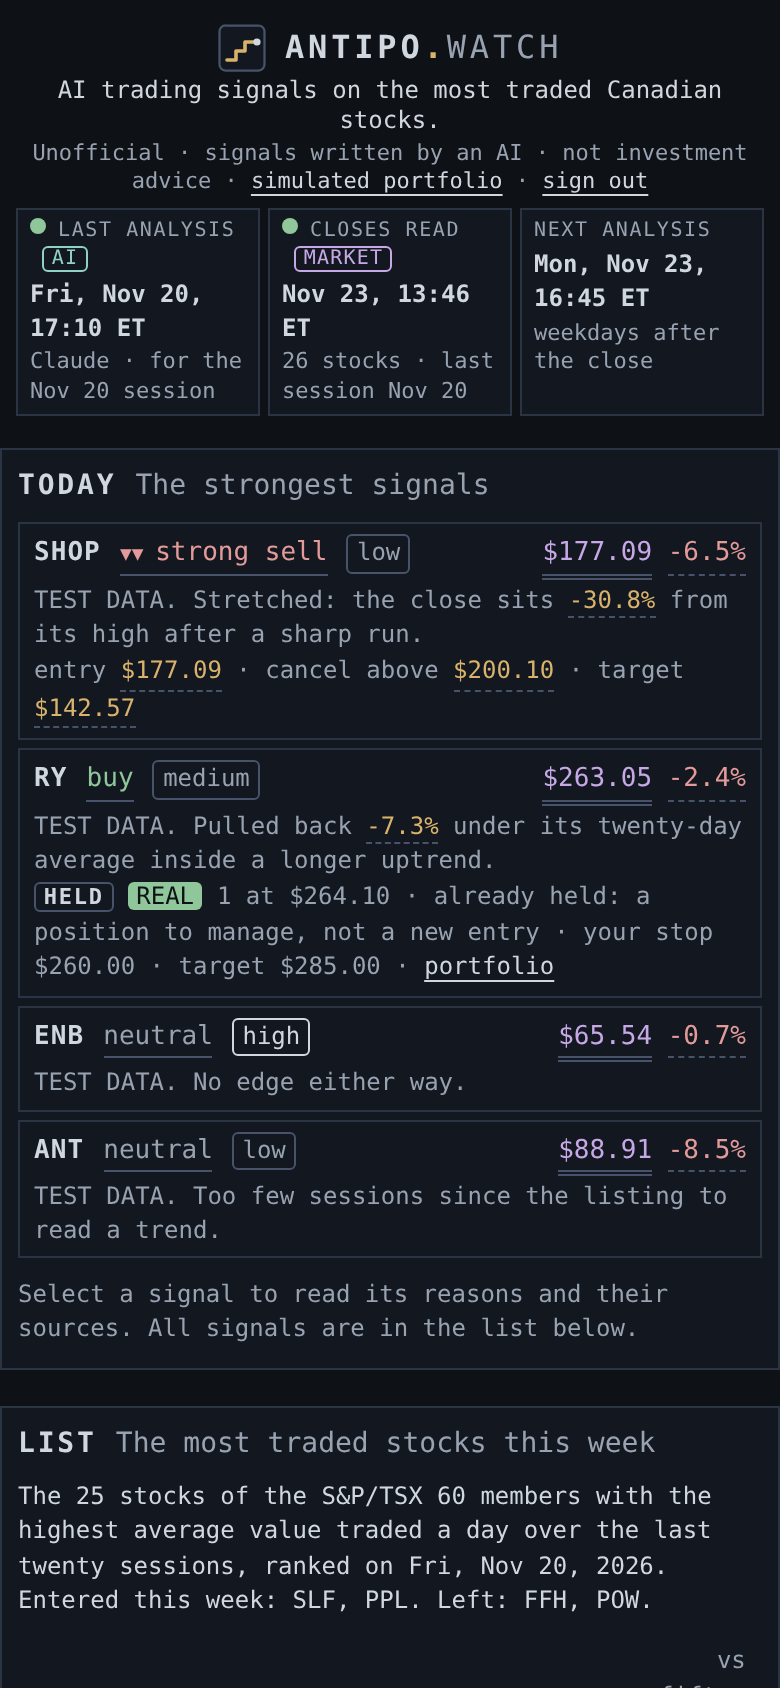 ANTIPO.WATCH
AI trading signals on the most traded Canadian
stocks.
Unofficial · signals written by an AI · not investment
advice · simulated portfolio · sign out
LAST ANALYSIS
AI
Fri, Nov 20,
17:10 ET
Claude · for the
Nov 20 session
CLOSES READ
MARKET
Nov 23, 13:46
ET
26 stocks · last
session Nov 20
NEXT ANALYSIS
Mon, Nov 23,
16:45 ET
weekdays after
the close
TODAY The strongest signals
SHOP ▼▼ strong sell low $177.09 -6.5%
TEST DATA. Stretched: the close sits -30.8% from
its high after a sharp run.
entry $177.09 · cancel above $200.10 · target
$142.57
RY buy medium $263.05 -2.4%
TEST DATA. Pulled back -7.3% under its twenty-day
average inside a longer uptrend.
HELD REAL 1 at $264.10 · already held: a
position to manage, not a new entry · your stop
$260.00 · target $285.00 · portfolio
ENB neutral high $65.54 -0.7%
TEST DATA. No edge either way.
ANT neutral low $88.91 -8.5%
TEST DATA. Too few sessions since the listing to
read a trend.
Select a signal to read its reasons and their
sources. All signals are in the list below.
LIST The most traded stocks this week
The 25 stocks of the S&P/TSX 60 members with the
highest average value traded a day over the last
twenty sessions, ranked on Fri, Nov 20, 2026.
Entered this week: SLF, PPL. Left: FFH, POW.
vs